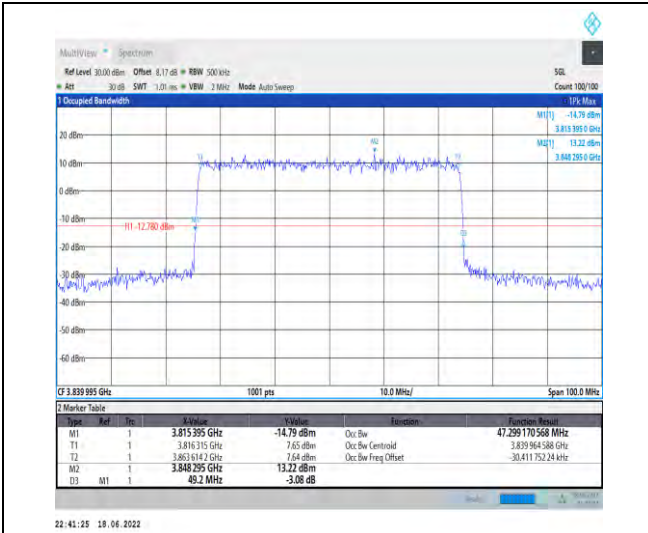 MultiView Spectrum
Ref Level 30.00 dBm Offset 8.17 dB RBW 500 kHz SGL
Att 30 dB SWT 1.01 ms VBW 2 MHz Mode Auto Sweep Count 100/100
1 Occupied Bandwidth 1Pk Max
M1[1] -14.79 dBm
3.815 395 0 GHz
20 dBm M2 M2[1] 13.22 dBm
3.848 295 0 GHz
10 dBm
0 dBm
-10 dBm
H1 -12.780 dBm M1
-20 dBm D3
-30 dBm
-40 dBm
-50 dBm
-60 dBm
CF 3.839 995 GHz 1001 pts 10.0 MHz/ Span 100.0 MHz
2 Marker Table
Type Ref Trc X-Value Y-Value Function Function Result
M1 1 3.815 395 GHz -14.79 dBm Occ Bw 47.299 170 568 MHz
T1 1 3.816 315 GHz 7.65 dBm Occ Bw Centroid 3.839 964 588 GHz
T2 1 3.863 614 2 GHz 7.64 dBm Occ Bw Freq Offset -30.411 752 24 kHz
M2 1 3.848 295 GHz 13.22 dBm
D3 M1 1 49.2 MHz -3.08 dB
22:41:25 18.06.2022